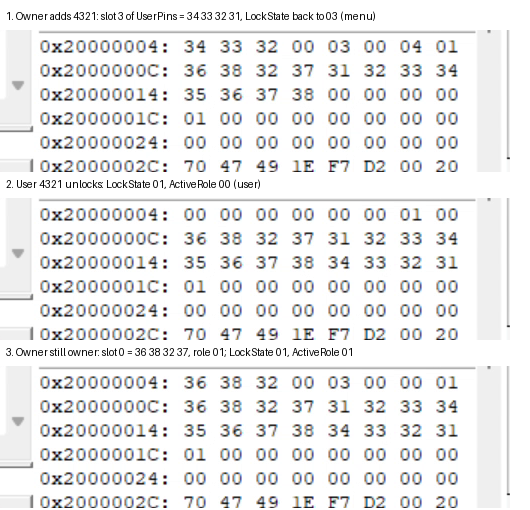 1. Owner adds 4321: slot 3 of UserPins = 34 33 32 31, LockState back to 03 (menu)
0x20000004: 34 33 32 00 03 00 04 01
0x2000000C: 36 38 32 37 31 32 33 34
0x20000014: 35 36 37 38 00 00 00 00
0x2000001C: 01 00 00 00 00 00 00 00
0x20000024: 00 00 00 00 00 00 00 00
0x2000002C: 70 47 49 1E F7 D2 00 20
2. User 4321 unlocks: LockState 01, ActiveRole 00 (user)
0x20000004: 00 00 00 00 00 00 01 00
0x2000000C: 36 38 32 37 31 32 33 34
0x20000014: 35 36 37 38 34 33 32 31
0x2000001C: 01 00 00 00 00 00 00 00
0x20000024: 00 00 00 00 00 00 00 00
0x2000002C: 70 47 49 1E F7 D2 00 20
3. Owner still owner: slot 0 = 36 38 32 37, role 01; LockState 01, ActiveRole 01
0x20000004: 36 38 32 00 03 00 00 01
0x2000000C: 36 38 32 37 31 32 33 34
0x20000014: 35 36 37 38 34 33 32 31
0x2000001C: 01 00 00 00 00 00 00 00
0x20000024: 00 00 00 00 00 00 00 00
0x2000002C: 70 47 49 1E F7 D2 00 20